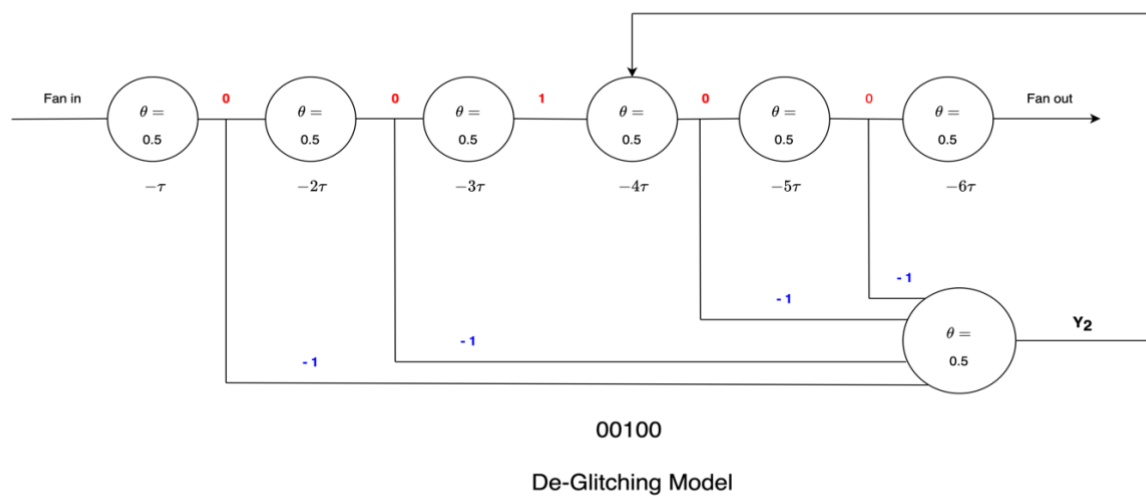 Fan in
0
0
1
0
0
Fan out
θ =
0.5
θ =
0.5
θ =
0.5
θ =
0.5
θ =
0.5
θ =
0.5
−τ
−2τ
−3τ
−4τ
−5τ
−6τ
- 1
- 1
- 1
- 1
θ =
0.5
Y₂
00100
De-Glitching Model